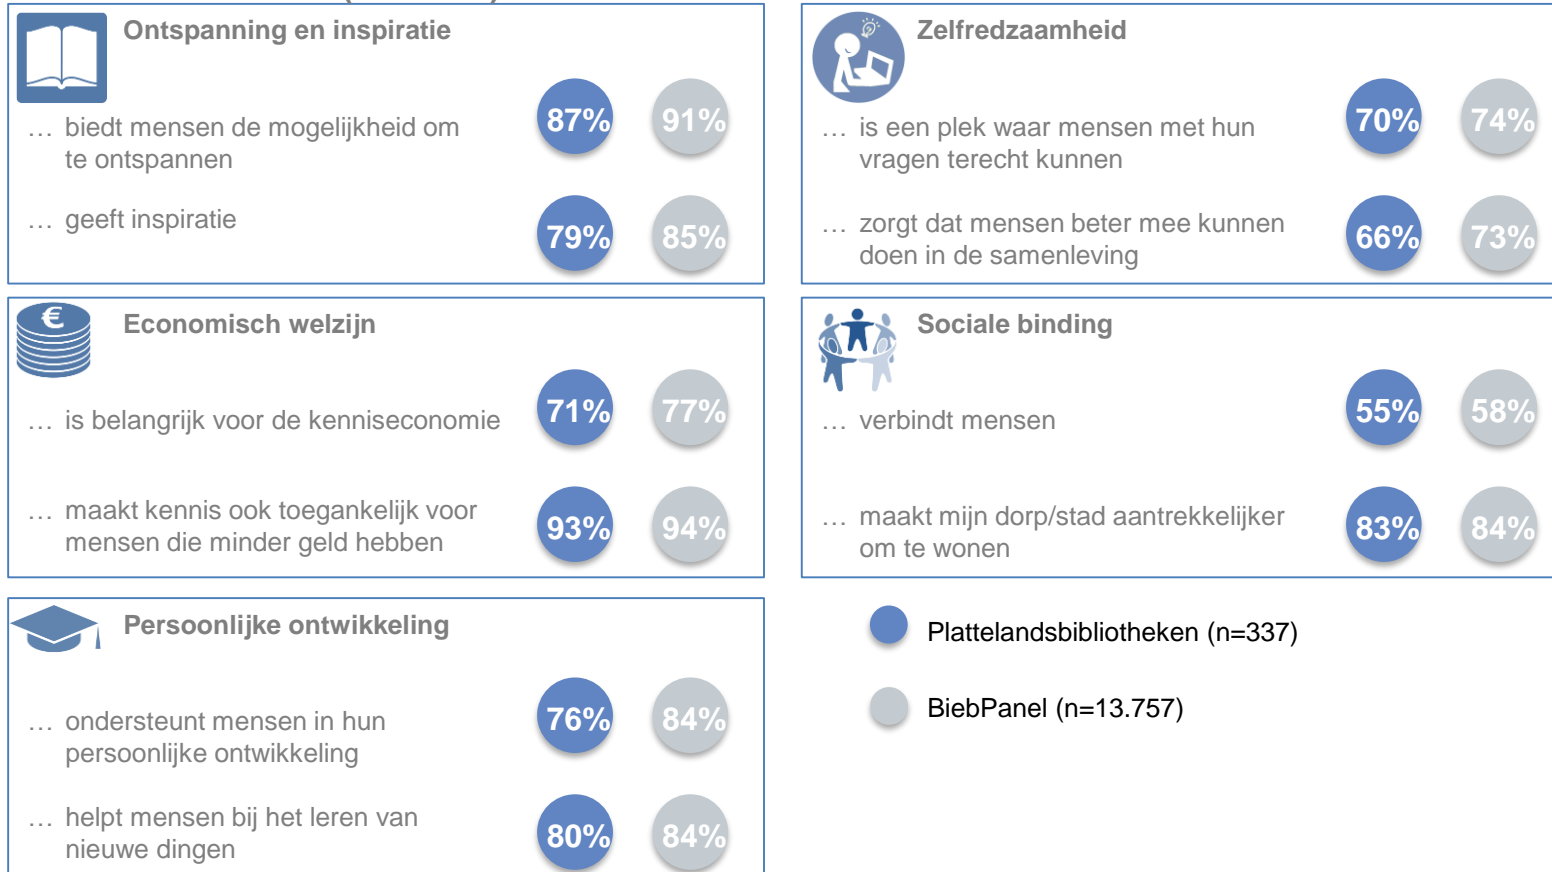 Ontspanning en inspiratie
… biedt mensen de mogelijkheid om
te ontspannen
87% 91%
… geeft inspiratie
79% 85%
Zelfredzaamheid
… is een plek waar mensen met hun
vragen terecht kunnen
70% 74%
… zorgt dat mensen beter mee kunnen
doen in de samenleving
66% 73%
€
Economisch welzijn
… is belangrijk voor de kenniseconomie
71% 77%
… maakt kennis ook toegankelijk voor
mensen die minder geld hebben
93% 94%
Sociale binding
… verbindt mensen
55% 58%
… maakt mijn dorp/stad aantrekkelijker
om te wonen
83% 84%
Persoonlijke ontwikkeling
… ondersteunt mensen in hun
persoonlijke ontwikkeling
76% 84%
… helpt mensen bij het leren van
nieuwe dingen
80% 84%
Plattelandsbibliotheken (n=337)
BiebPanel (n=13.757)